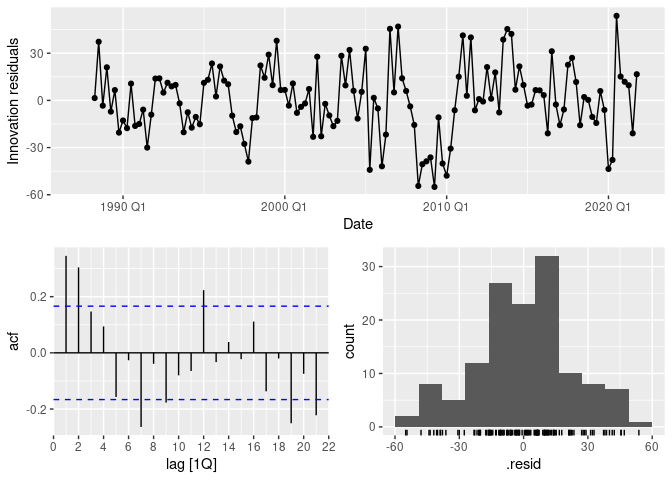 Innovation residuals
30
0
-30
-60
1990 Q1 2000 Q1 2010 Q1 2020 Q1
Date
acf
0.2
0.0
-0.2
0 2 4 6 8 10 12 14 16 18 20 22
lag [1Q]
count
30
20
10
0
-60 -30 0 30 60
.resid